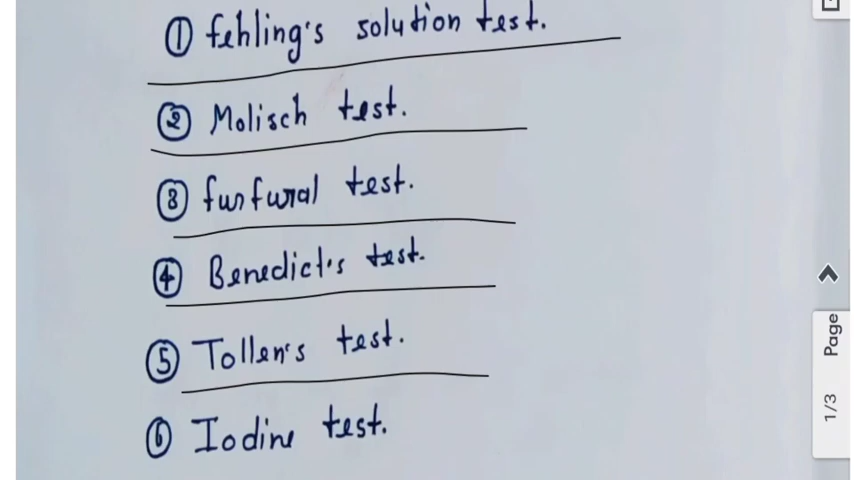 ① fehling's solution test.
② Molisch test.
③ furfural test.
④ Benedict's test.
⑤ Tollen's test.
⑥ Iodine test.
Page
1/3